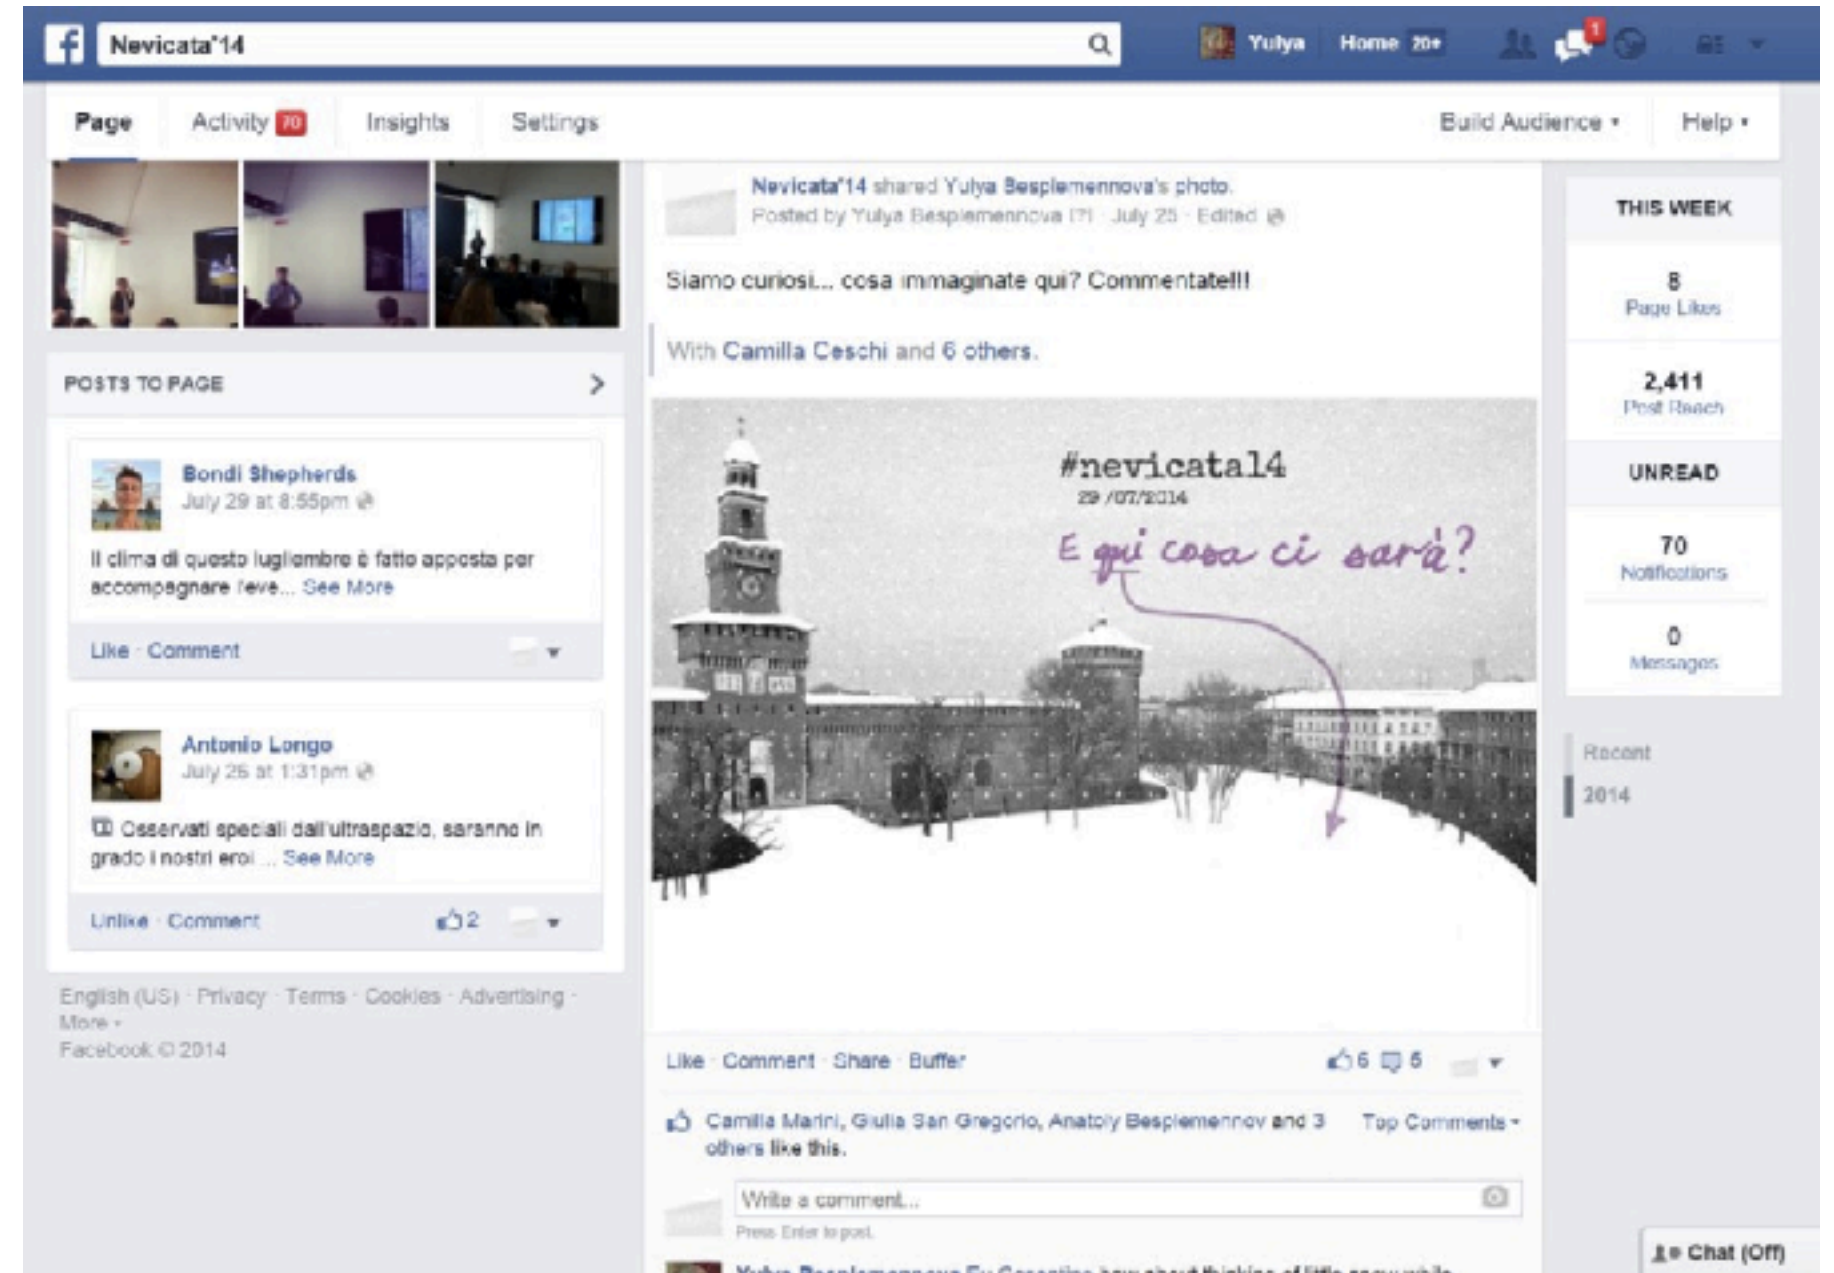 Nevicata'14
Yulya Home 20+
1
Page Activity 70 Insights Settings
Build Audience Help
POSTS TO PAGE
Bondi Shepherds
July 29 at 8:55pm
Il clima di questo lugliembre è fatto apposta per
accompagnare l'eve... See More
Like · Comment
Antonio Longo
July 25 at 1:31pm
Osservati speciali dall'ultraspazio, saranno in
grado i nostri eroi ... See More
Unlike · Comment 2
English (US) · Privacy · Terms · Cookies · Advertising ·
More
Facebook © 2014
Nevicata'14 shared Yulya Besplemennova's photo.
Posted by Yulya Besplemennova [?] · July 25 · Edited
Siamo curiosi... cosa immaginate qui? Commentate!!!
With Camilla Ceschi and 6 others.
#nevicata14
29/07/2014
E qui cosa ci sarà?
Like · Comment · Share · Buffer 6 5
Camilla Marini, Giulia San Gregorio, Anatoly Besplemennov and 3
others like this.
Top Comments
Write a comment...
Press Enter to post.
THIS WEEK
8
Page Likes
2,411
Post Reach
UNREAD
70
Notifications
0
Messages
Recent
2014
Chat (Off)